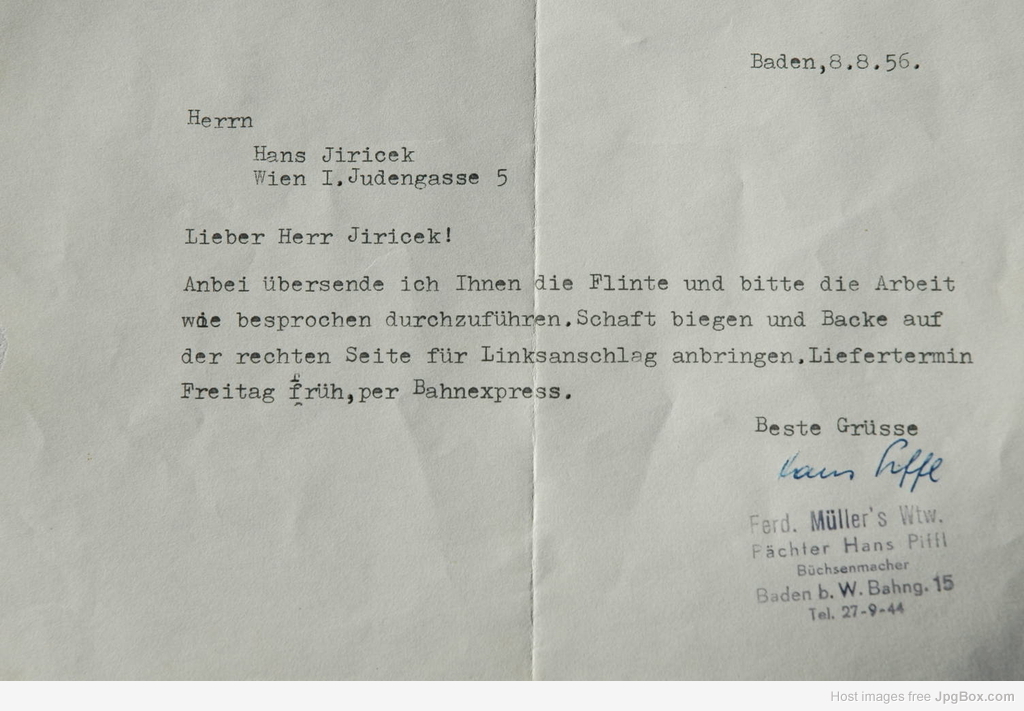 Baden,8.8.56.
Herrn
Hans Jiricek
Wien I.Judengasse 5
Lieber Herr Jiricek!
Anbei übersende ich Ihnen die Flinte und bitte die Arbeit
wie besprochen durchzuführen.Schaft biegen und Backe auf
der rechten Seite für Linksanschlag anbringen.Liefertermin
Freitag früh,per Bahnexpress.
Beste Grüsse
Hans Piffl
Ferd. Müller's Wtw.
Pächter Hans Piffl
Büchsenmacher
Baden b. W. Bahng. 15
Tel. 27-9-44
Host images free JpgBox.com